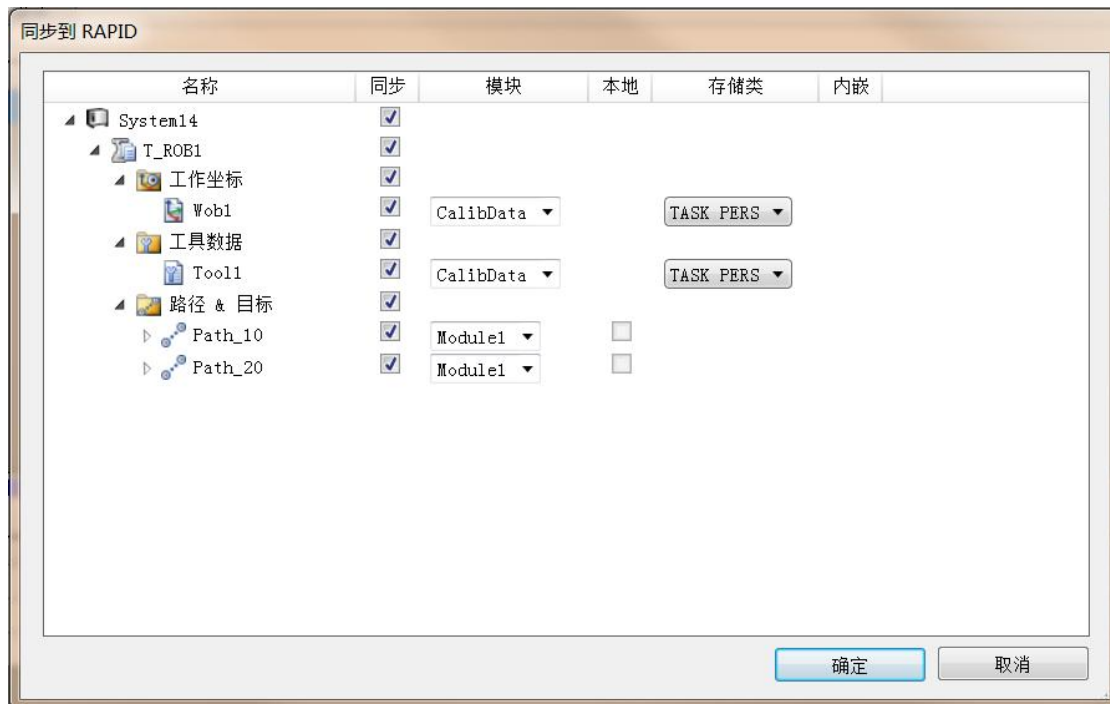 同步到 RAPID
名称 同步 模块 本地 存储类 内嵌
System14
T_ROB1
工作坐标
Wob1 CalibData TASK PERS
工具数据
Tool1 CalibData TASK PERS
路径 & 目标
Path_10 Module1
Path_20 Module1
确定 取消